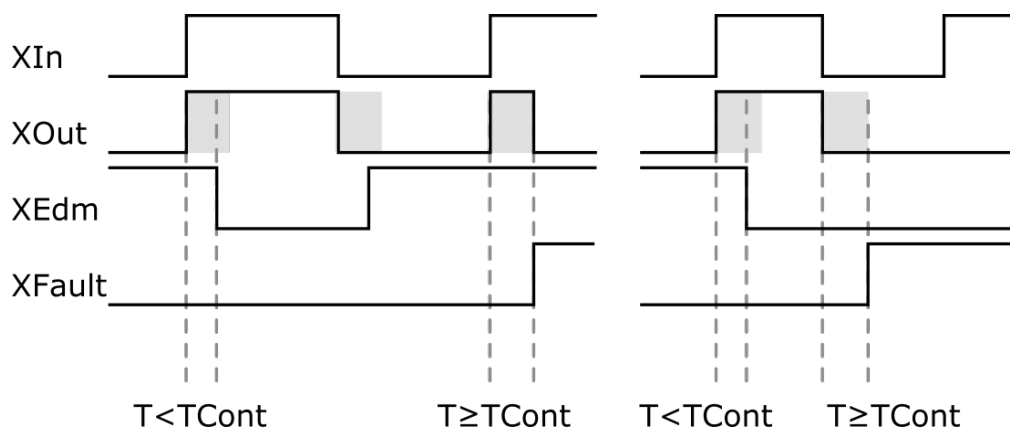 XIn
XOut
XEdm
XFault
T<TCont T≥TCont T<TCont T≥TCont